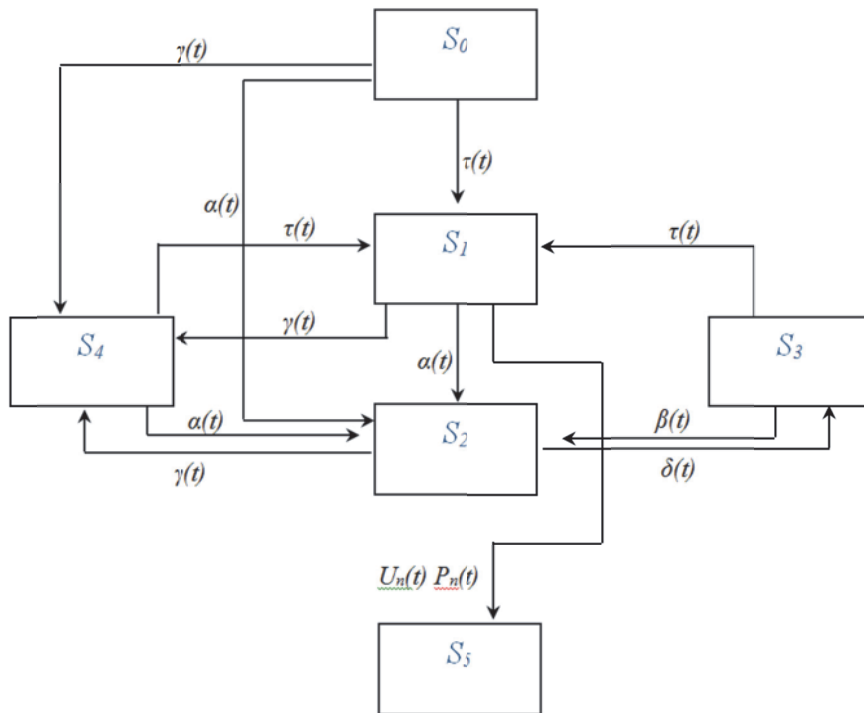 S₀
γ(t)
τ(t)
α(t)
S₁
τ(t)
τ(t)
S₄
γ(t)
α(t)
S₃
α(t)
S₂
β(t)
γ(t)
δ(t)
Uₙ(t) Pₙ(t)
S₅